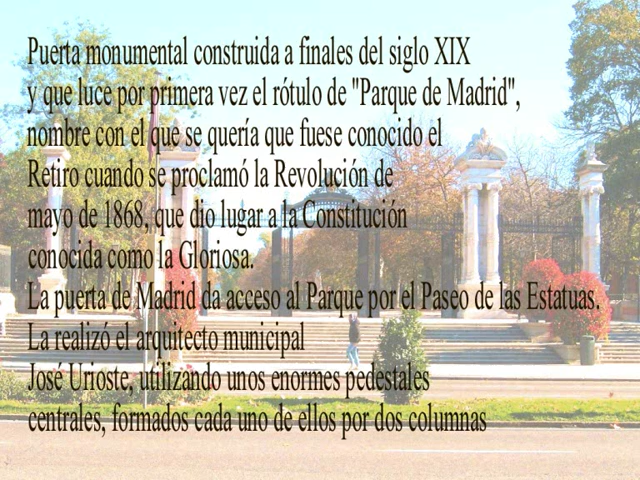 Puerta monumental construida a finales del siglo XIX
y que luce por primera vez el rótulo de "Parque de Madrid",
nombre con el que se quería que fuese conocido el
Retiro cuando se proclamó la Revolución de
mayo de 1868, que dio lugar a la Constitución
conocida como la Gloriosa.
La puerta de Madrid da acceso al Parque por el Paseo de las Estatuas.
La realizó el arquitecto municipal
José Urioste, utilizando unos enormes pedestales
centrales, formados cada uno de ellos por dos columnas